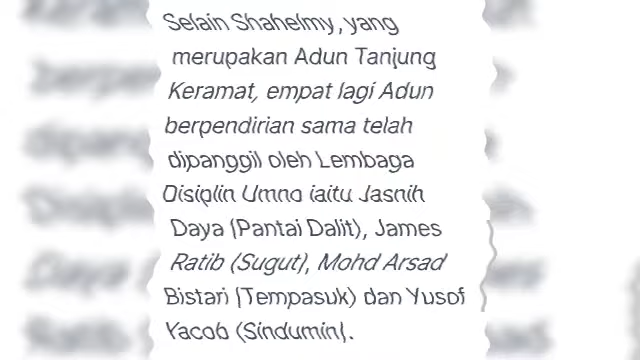 Selain Shahelmy, yang
merupakan Adun Tanjung
Keramat, empat lagi Adun
berpendirian sama telah
dipanggil oleh Lembaga
Disiplin Umno iaitu Jasnih
Daya (Pantai Dalit), James
Ratib (Sugut), Mohd Arsad
Bistari (Tempasuk) dan Yusof
Yacob (Sindumin).